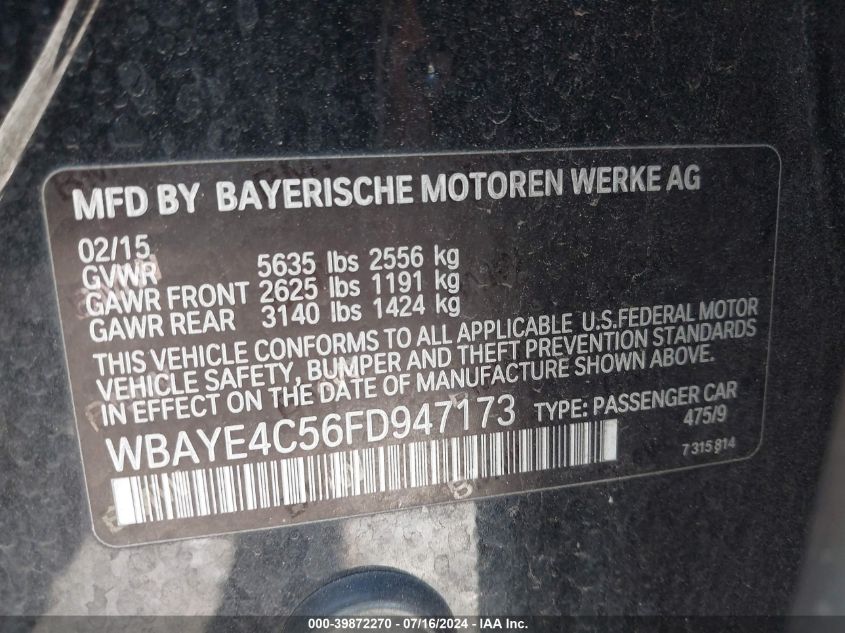 MFD BY BAYERISCHE MOTOREN WERKE AG
02/15
GVWR 5635 lbs 2556 kg
GAWR FRONT 2625 lbs 1191 kg
GAWR REAR 3140 lbs 1424 kg
THIS VEHICLE CONFORMS TO ALL APPLICABLE U.S.FEDERAL MOTOR
VEHICLE SAFETY, BUMPER AND THEFT PREVENTION STANDARDS
IN EFFECT ON THE DATE OF MANUFACTURE SHOWN ABOVE.
WBAYE4C56FD947173 TYPE: PASSENGER CAR
475/9
7 315 814
000-39872270 - 07/16/2024 - IAA Inc.